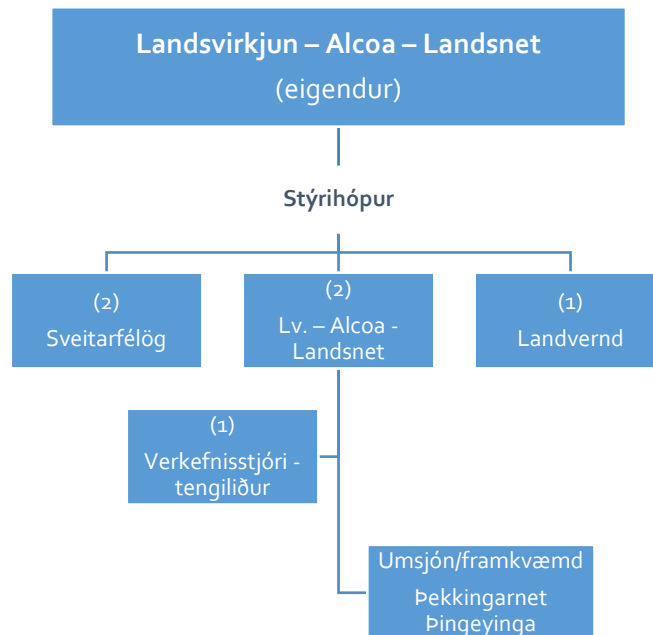 Landsvirkjun – Alcoa – Landsnet
(eigendur)
Stýrihópur
(2)
Sveitarfélög
(2)
Lv. – Alcoa -
Landsnet
(1)
Landvernd
(1)
Verkefnisstjóri -
tengiliður
Umsjón/framkvæmd
Þekkingarnet
Þingeyinga